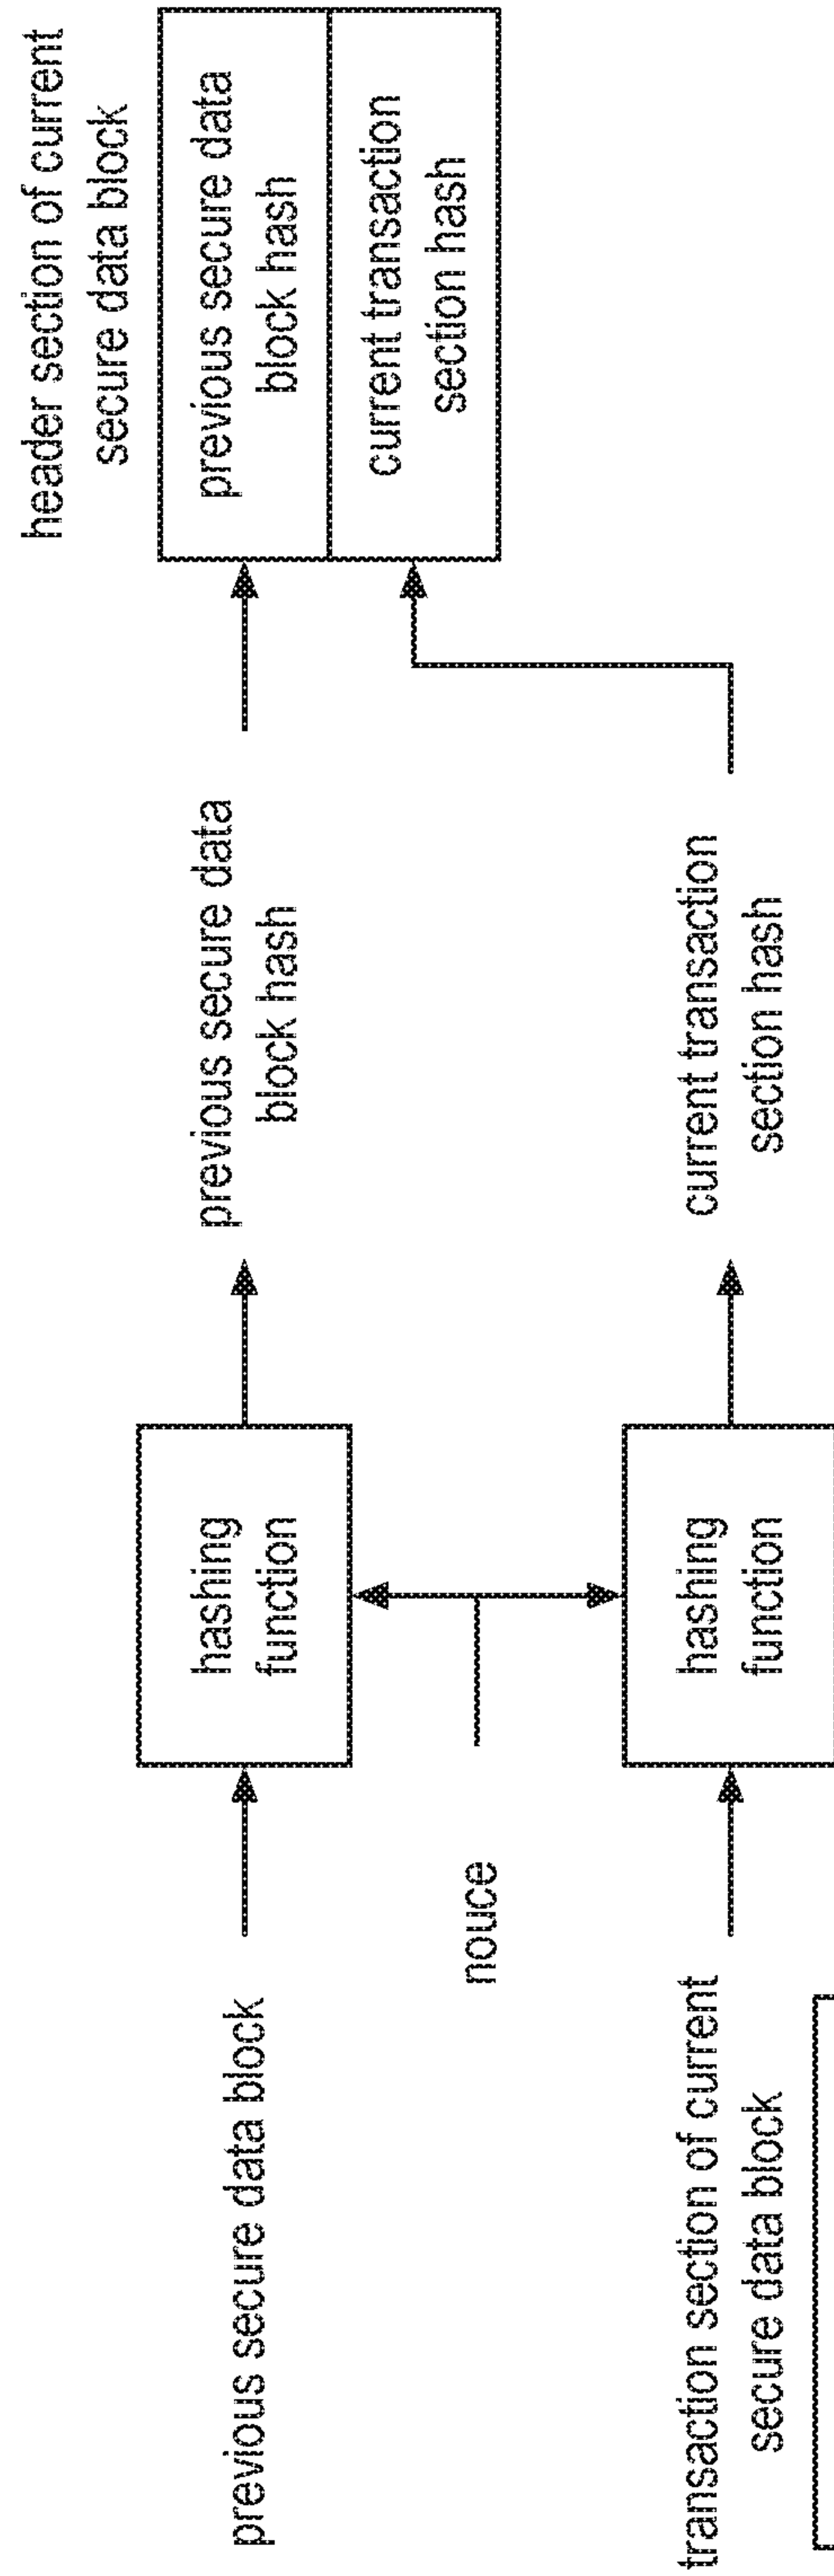 header section of current
secure data block
previous secure data
block hash
current transaction
section hash
previous secure data
block hash
current transaction
section hash
hashing
function
hashing
function
previous secure data block
nouce
transaction section of current
secure data block